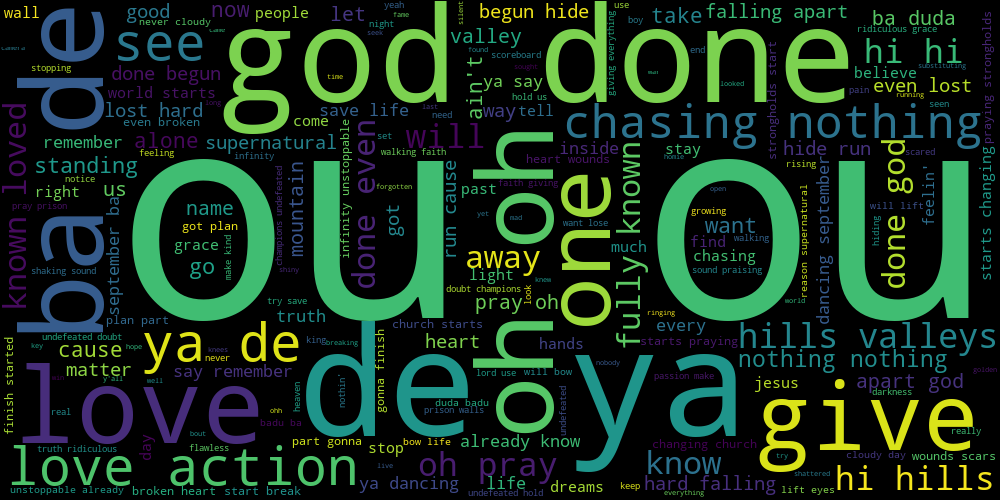 wall
de
never cloudy
good
now
people
yeah
let
night
fame
seek
silent
begun hide
take
use
boy
falling apart
ba duda
ridiculous grace
stopping
see
god
done
hi hi
done begun
valley
scoreboard
found
end
believe
substituting
world starts
ain't
ya say
giving everything
pain
even lost
lost hard
save life
hold us
way
tell
chasing nothing
running
praying strongholds
even broken
come
will
last
need
seen
known loved
remember
alone
supernatural
set
inside
stay
hide run
scared
strongholds start
standing
feeling
infinity
walking faith
heart wounds
homie
rising
done god
feelin'
right
us
notice
ba
ou
ou
oh
one
fully known
past
faith giving
will lift
pray prison
september ba
name
got plan
grace
go
make kind
champions undefeated
mountain
infinity unstoppable
done even
got
forgotten
run cause
yet
mad
want lose
much
open
growing
want
walking
find
chasing
sound praising
reason supernatural
dancing september
hiding
starts changing
shaking sound
shiny
away
light
doubt champions
knew
look
world
plan part
try save
truth
pray oh
ringing
undefeated doubt
church starts
every
starts praying
hills valleys
key
hope
cause
matter
ya de
knees
never
king
breaking
gonna finish
heart
hands
nobody
nothing nothing
finish started
y'all
well
say remember
heaven
nothin'
de
lord use
will bow
oh
passion make
jesus
apart god
darkness
love
real
ohh
duda badu
prison walls
undefeated
ya
give
day
badu ba
bout
part gonna
bow life
already know
changing church
really
truth ridiculous
flawless
stop
try
cloudy day
wounds scars
love action
live
oh pray
know
shattered
unstoppable already
broken heart
start break
ya dancing
life
undefeated hold
dreams
keep
hard falling
everything
lift eyes
hi hills
golden